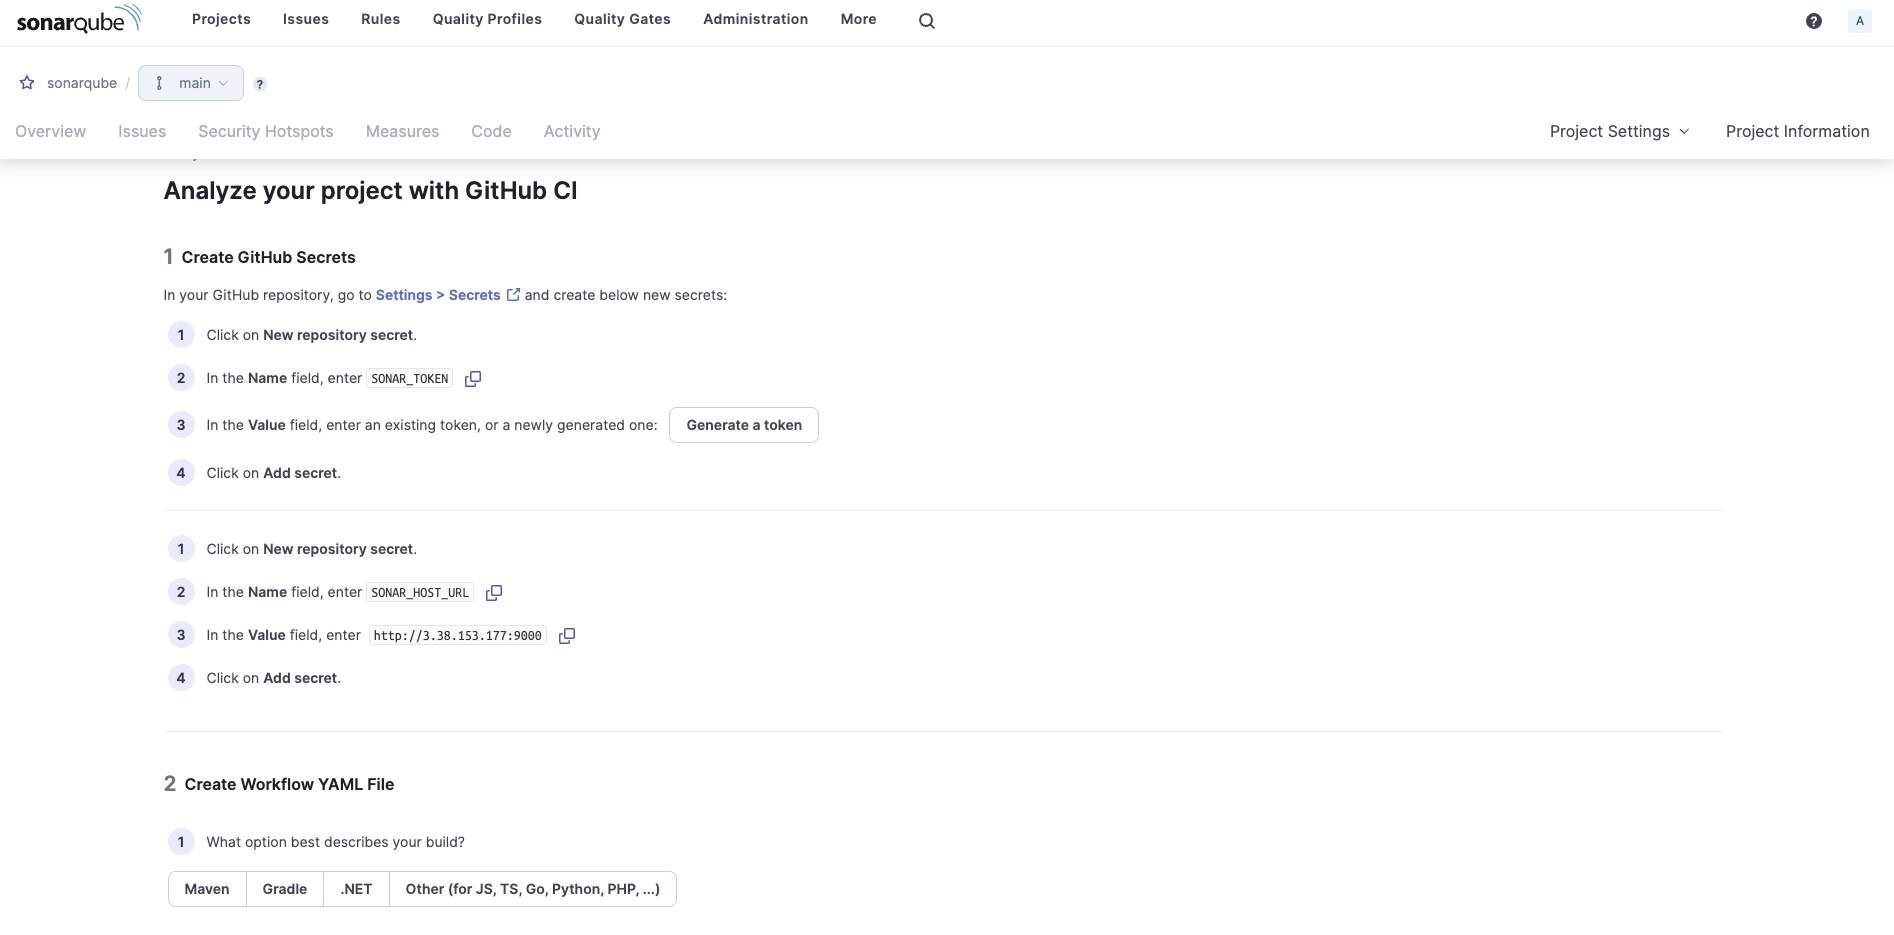 sonarqube Projects Issues Rules Quality Profiles Quality Gates Administration More ? A
sonarqube / main ?
Overview Issues Security Hotspots Measures Code Activity Project Settings Project Information
Analyze your project with GitHub CI
1 Create GitHub Secrets
In your GitHub repository, go to Settings > Secrets and create below new secrets:
1 Click on New repository secret.
2 In the Name field, enter SONAR_TOKEN
3 In the Value field, enter an existing token, or a newly generated one: Generate a token
4 Click on Add secret.
1 Click on New repository secret.
2 In the Name field, enter SONAR_HOST_URL
3 In the Value field, enter http://3.38.153.177:9000
4 Click on Add secret.
2 Create Workflow YAML File
1 What option best describes your build?
Maven Gradle .NET Other (for JS, TS, Go, Python, PHP, ...)